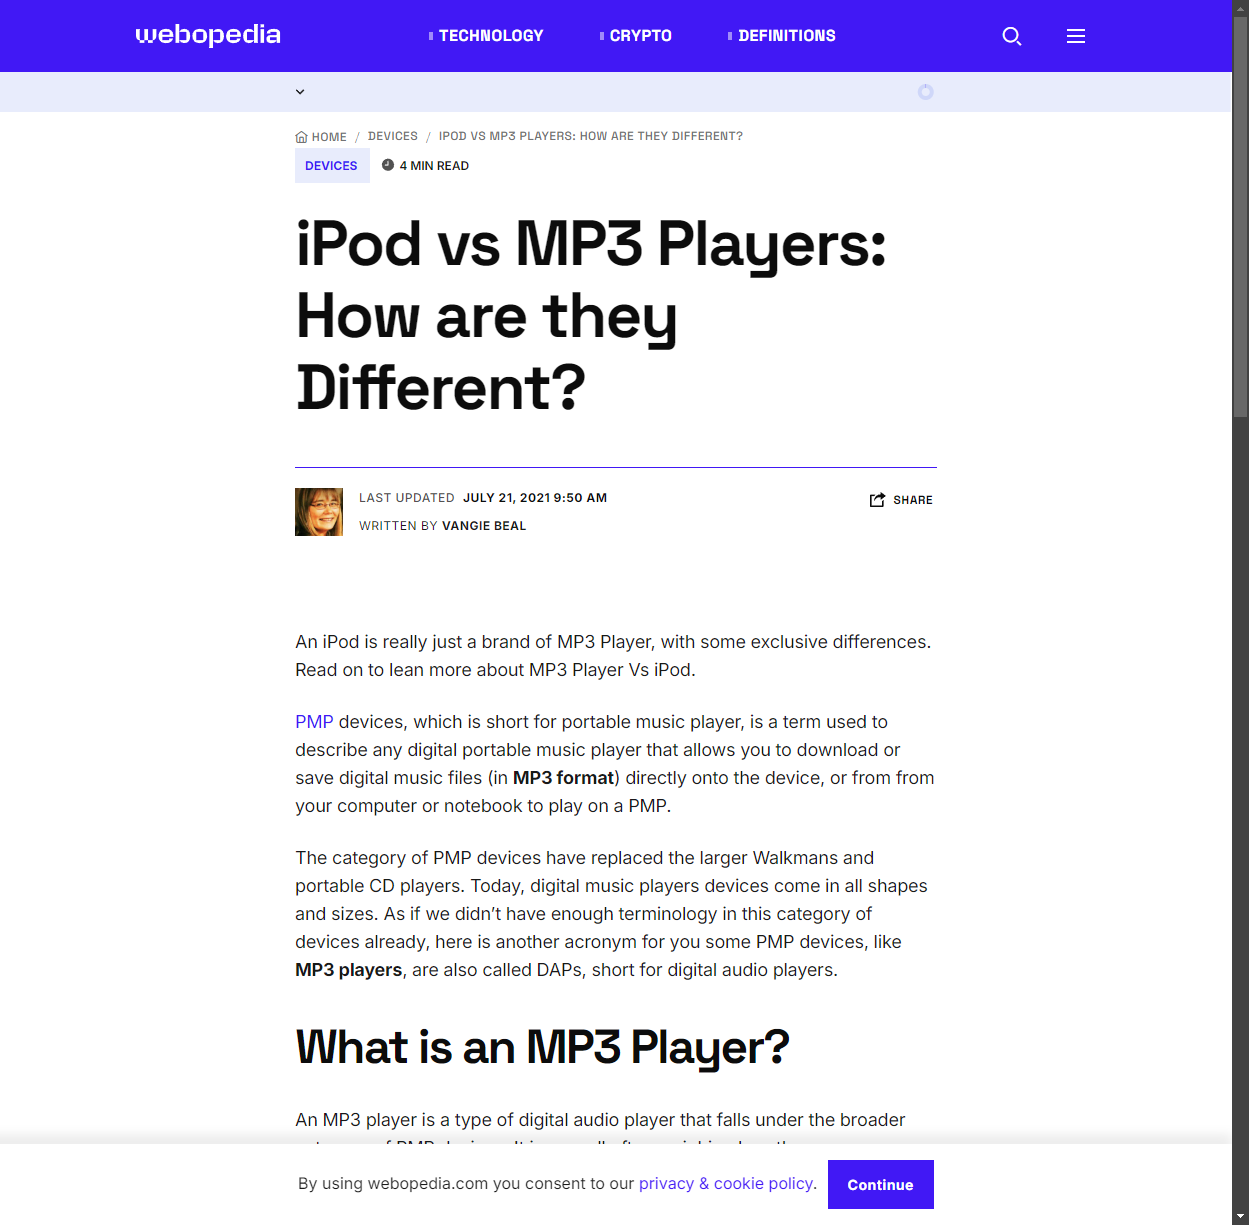 webopedia
TECHNOLOGY
CRYPTO
DEFINITIONS
HOME / DEVICES / IPOD VS MP3 PLAYERS: HOW ARE THEY DIFFERENT?
DEVICES
4 MIN READ
iPod vs MP3 Players:
How are they
Different?
LAST UPDATED JULY 21, 2021 9:50 AM
WRITTEN BY VANGIE BEAL
SHARE
An iPod is really just a brand of MP3 Player, with some exclusive differences.
Read on to lean more about MP3 Player Vs iPod.
PMP devices, which is short for portable music player, is a term used to
describe any digital portable music player that allows you to download or
save digital music files (in MP3 format) directly onto the device, or from from
your computer or notebook to play on a PMP.
The category of PMP devices have replaced the larger Walkmans and
portable CD players. Today, digital music players devices come in all shapes
and sizes. As if we didn’t have enough terminology in this category of
devices already, here is another acronym for you some PMP devices, like
MP3 players, are also called DAPs, short for digital audio players.
What is an MP3 Player?
An MP3 player is a type of digital audio player that falls under the broader
By using webopedia.com you consent to our privacy & cookie policy.
Continue